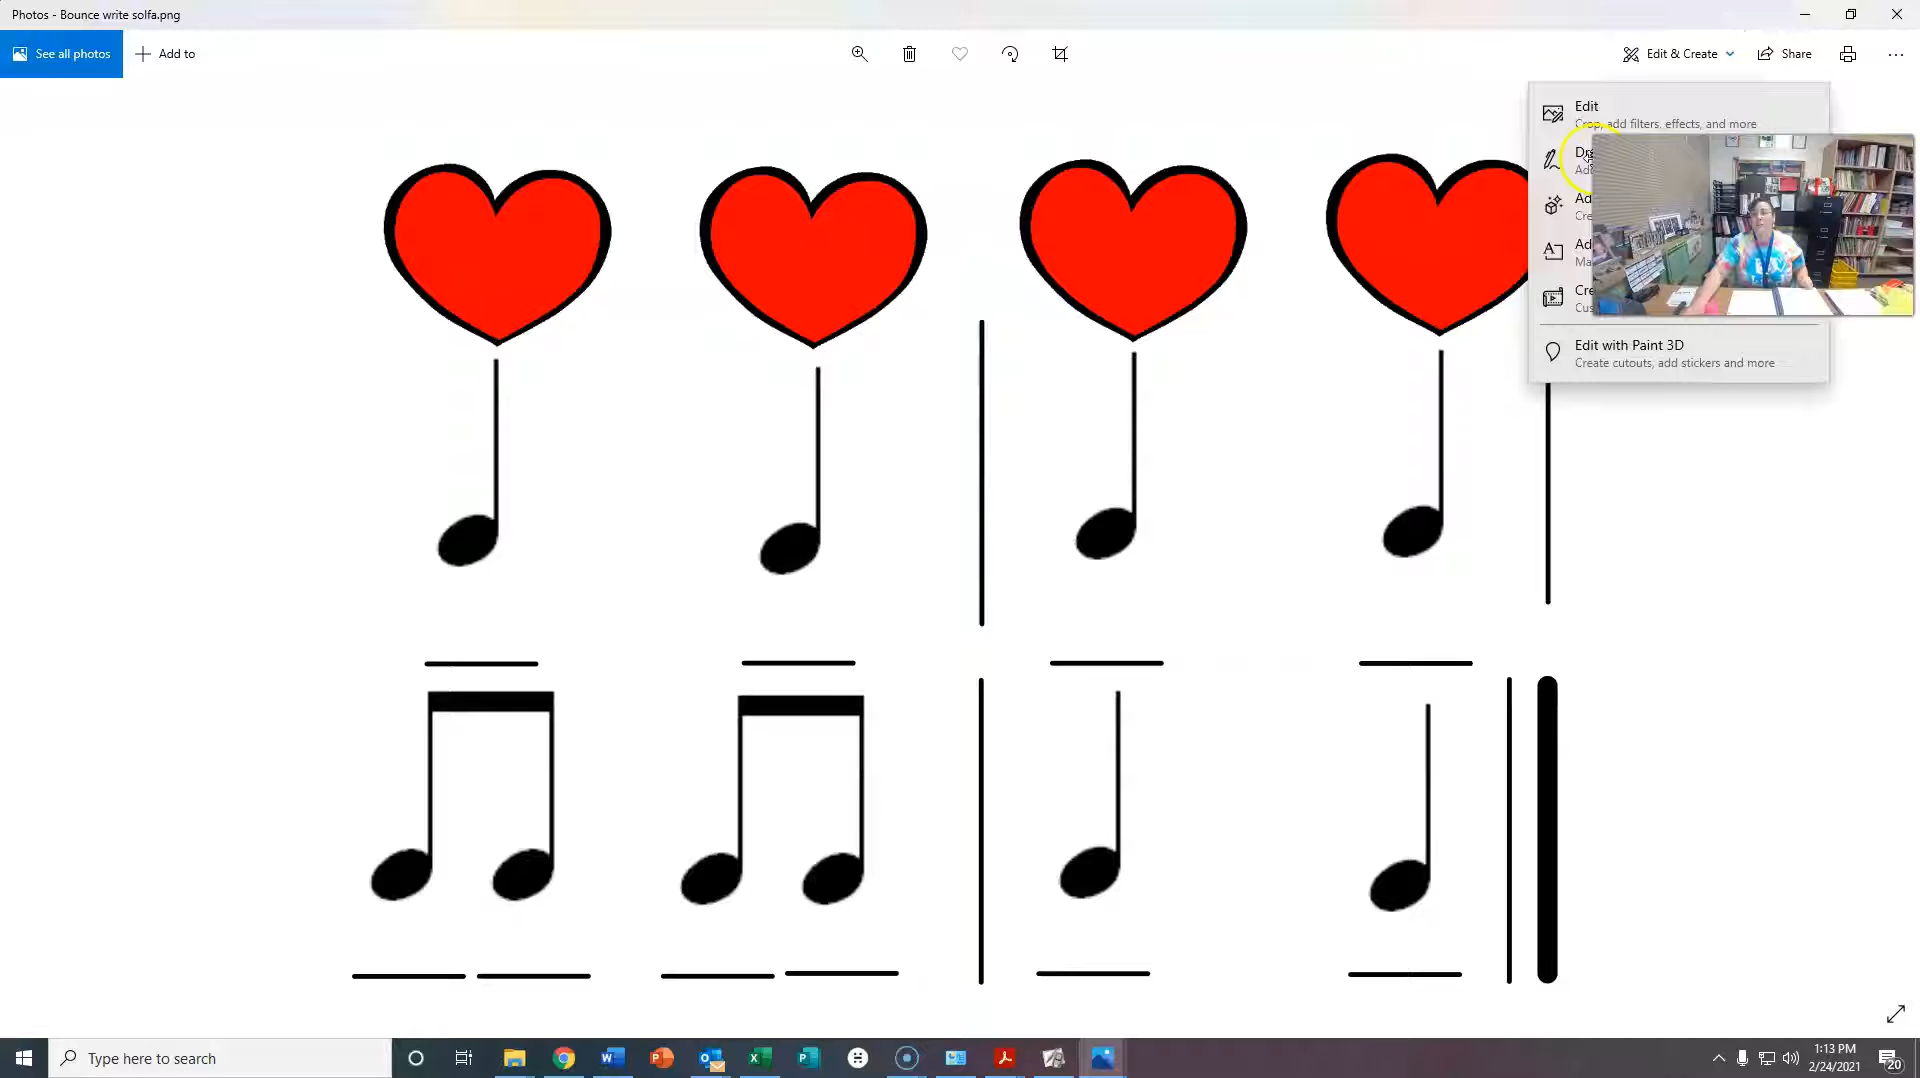 Photos - Bounce write solfa.png
See all photos
Add to
Edit & Create
Share
Edit
Crop, add filters, effects, and more
Edit with Paint 3D
Create cutouts, add stickers and more
Type here to search
1:13 PM
2/24/2021
20